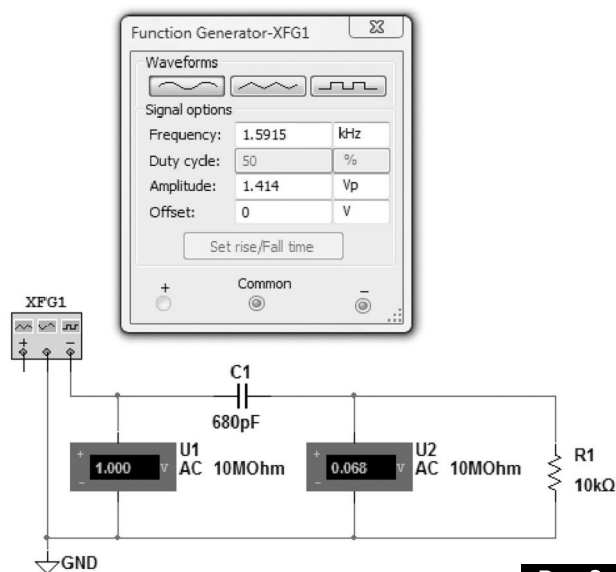 Function Generator-XFG1
Waveforms
Signal options
Frequency: 1.5915 kHz
Duty cycle: 50 %
Amplitude: 1.414 Vp
Offset: 0 V
Set rise/Fall time
+ Common −
XFG1
+ −
C1
680pF
U1
+ 1.000 V AC 10MOhm
−
U2
+ 0.068 V AC 10MOhm
−
R1
10kΩ
GND